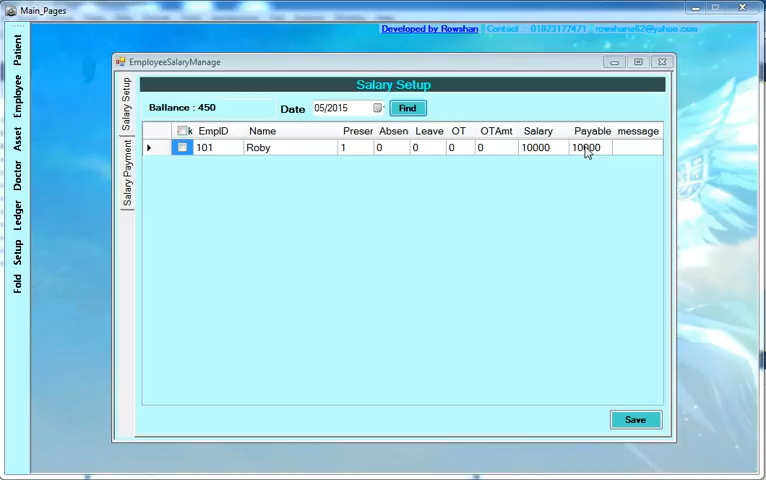 Main_Pages
Developed by Rowshan Contact : 01823177471 , rowshana62@yahoo.com
Patient
Employee
Asset
Doctor
Ledger
Setup
Fold
EmployeeSalaryManage
Salary Setup
Salary Payment
Salary Setup
Ballance : 450 Date 05/2015 Find
k EmpID Name Preser Absen Leave OT OTAmt Salary Payable message
101 Roby 1 0 0 0 0 10000 10000
Save